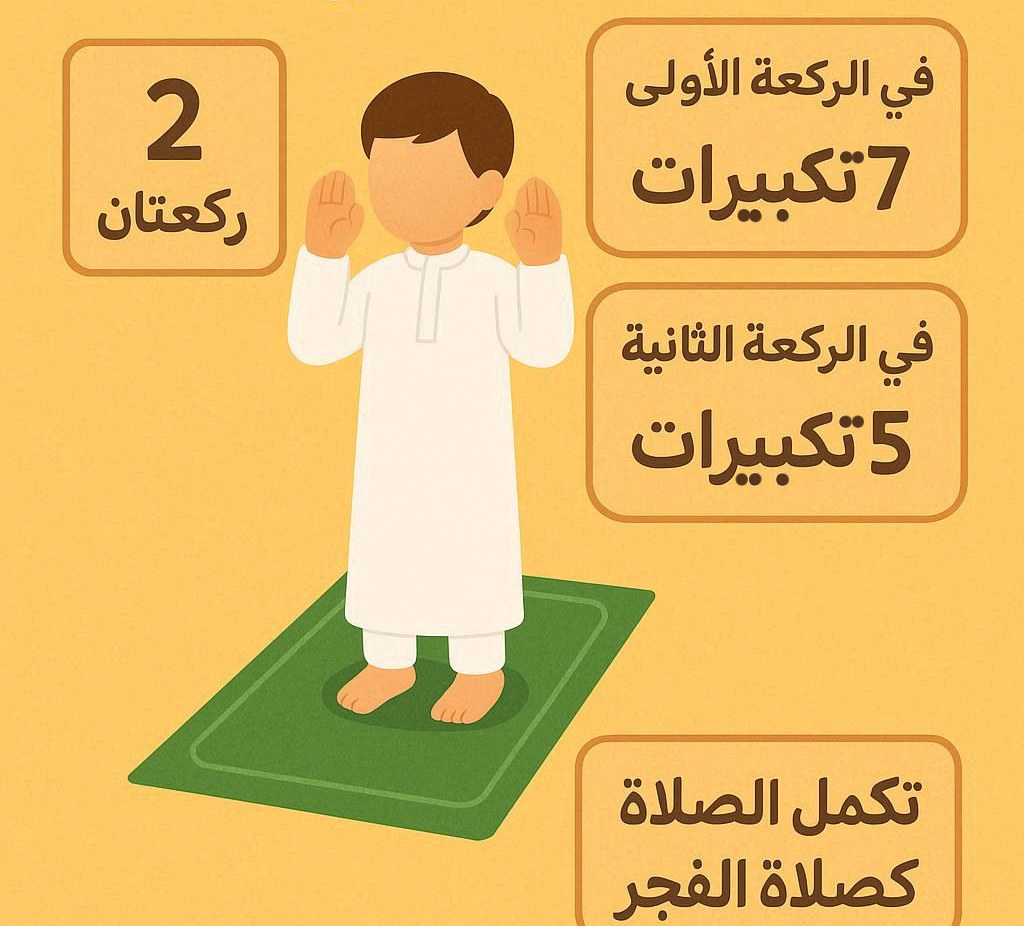 في الركعة الأولى
7 تكبيرات
2
ركعتان
في الركعة الثانية
5 تكبيرات
تكمل الصلاة
كصلاة الفجر